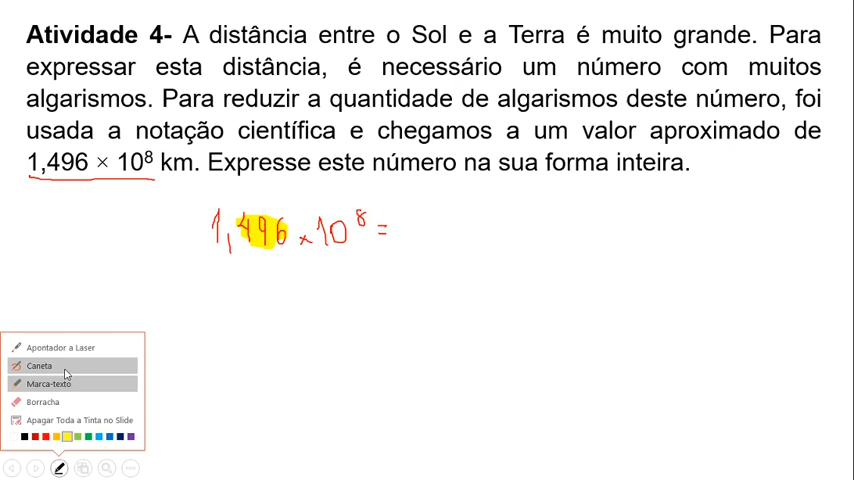 Atividade 4- A distância entre o Sol e a Terra é muito grande. Para
expressar esta distância, é necessário um número com muitos
algarismos. Para reduzir a quantidade de algarismos deste número, foi
usada a notação científica e chegamos a um valor aproximado de
1,496 × 10⁸ km. Expresse este número na sua forma inteira.
1,496 × 10⁸ =
Apontador a Laser
Caneta
Marca-texto
Borracha
Apagar Toda a Tinta no Slide